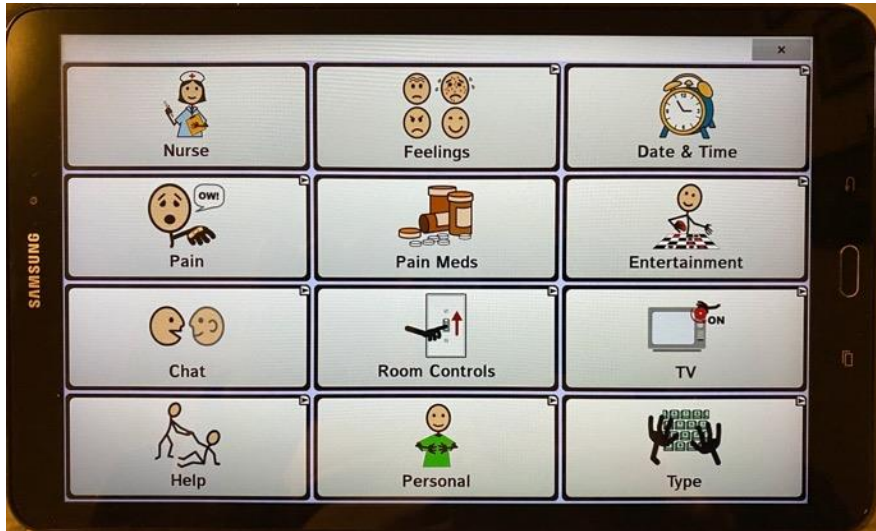 SAMSUNG
×
Nurse
Feelings
Date & Time
OW!
Pain
Pain Meds
Entertainment
Chat
Room Controls
ON
TV
Help
Personal
Type